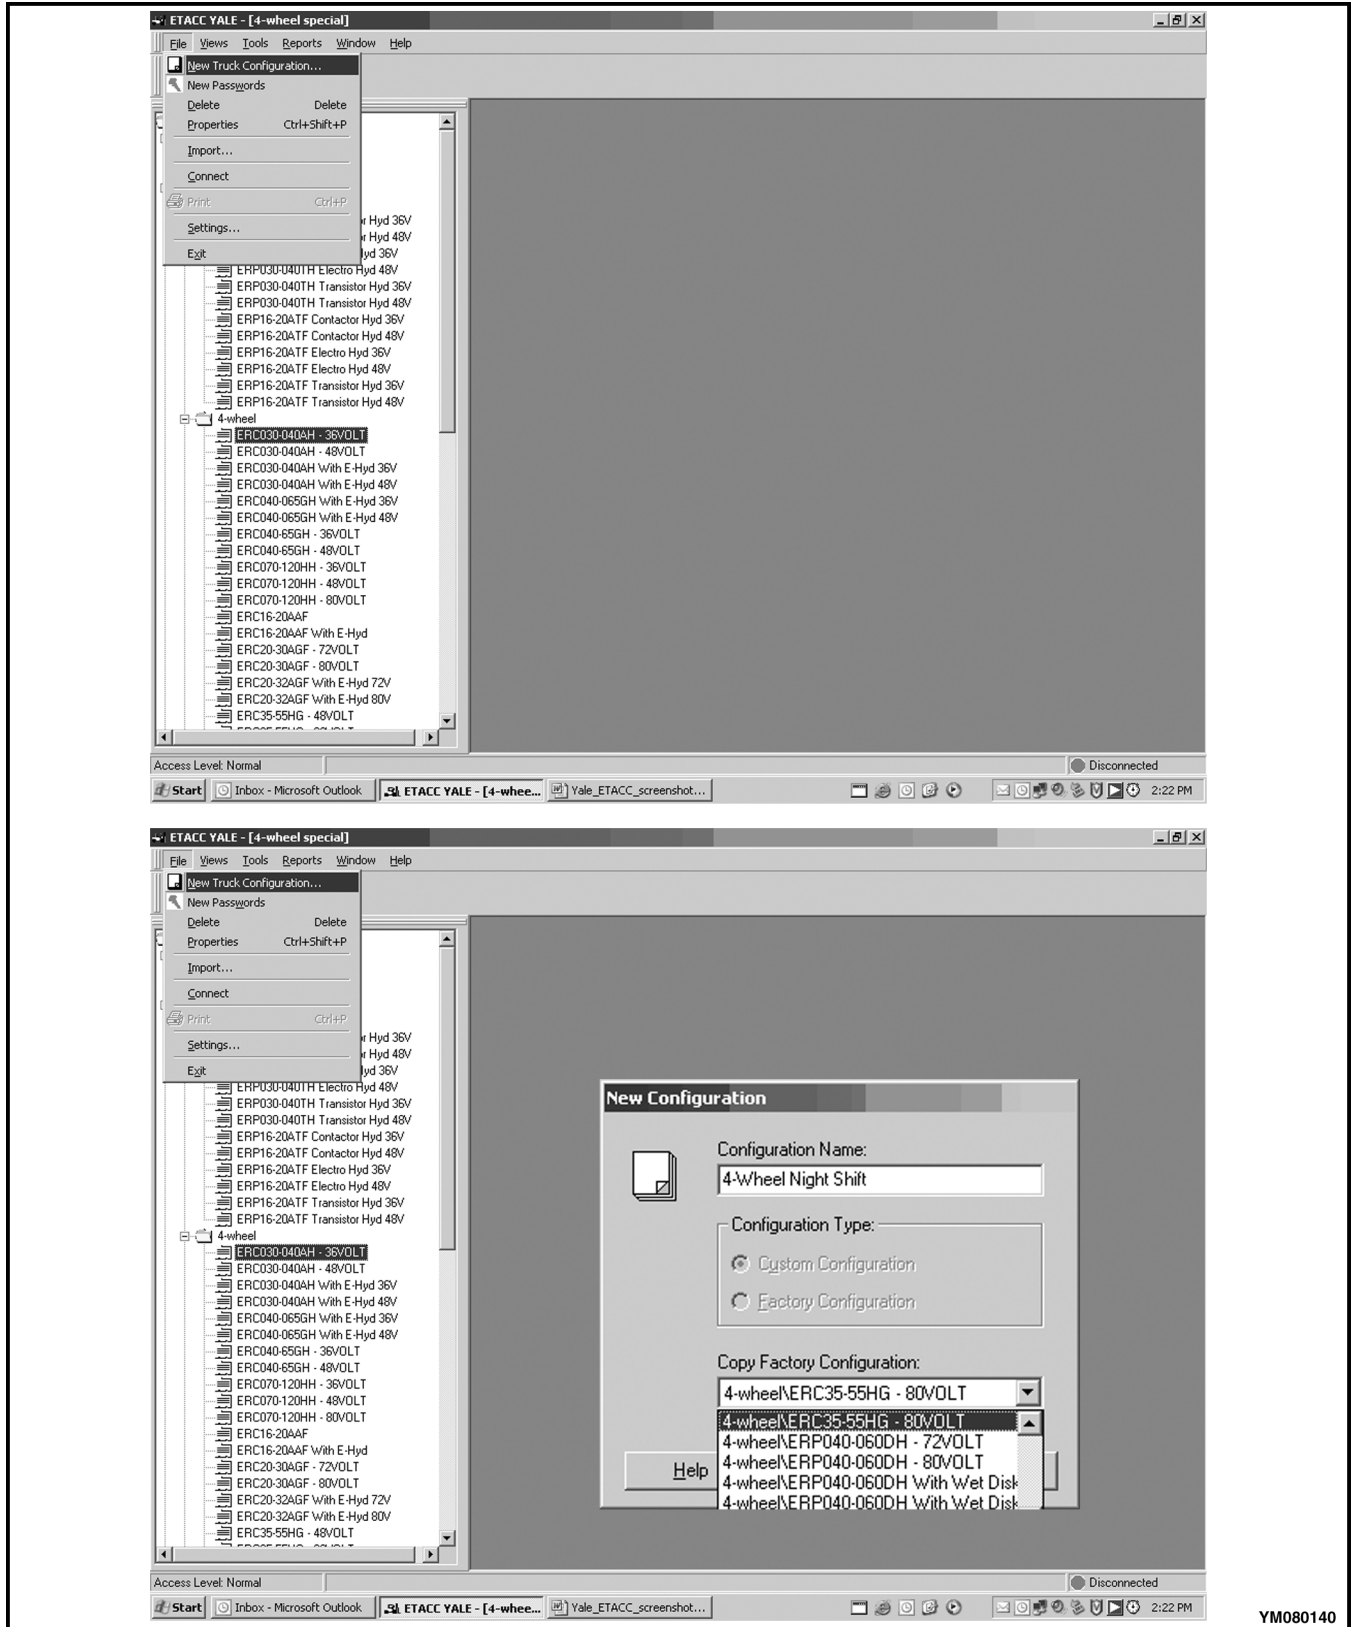 ETACC YALE - [4-wheel special]
File Views Tools Reports Window Help
New Truck Configuration...
New Passwords
Delete Delete
Properties Ctrl+Shift+P
Import...
Connect
Print Ctrl+P
Settings...
Exit
Hyd 36V
Hyd 48V
yd 36V
ERP030-040TH Electro Hyd 48V
ERP030-040TH Transistor Hyd 36V
ERP030-040TH Transistor Hyd 48V
ERP16-20ATF Contactor Hyd 36V
ERP16-20ATF Contactor Hyd 48V
ERP16-20ATF Electro Hyd 36V
ERP16-20ATF Electro Hyd 48V
ERP16-20ATF Transistor Hyd 36V
ERP16-20ATF Transistor Hyd 48V
4-wheel
ERC030-040AH - 36VOLT
ERC030-040AH - 48VOLT
ERC030-040AH With E-Hyd 36V
ERC030-040AH With E-Hyd 48V
ERC040-065GH With E-Hyd 36V
ERC040-065GH With E-Hyd 48V
ERC040-65GH - 36VOLT
ERC040-65GH - 48VOLT
ERC070-120HH - 36VOLT
ERC070-120HH - 48VOLT
ERC070-120HH - 80VOLT
ERC16-20AAF
ERC16-20AAF With E-Hyd
ERC20-30AGF - 72VOLT
ERC20-30AGF - 80VOLT
ERC20-32AGF With E-Hyd 72V
ERC20-32AGF With E-Hyd 80V
ERC35-55HG - 48VOLT
Access Level: Normal Disconnected
Start Inbox - Microsoft Outlook ETACC YALE - [4-whee... Yale_ETACC_screenshot... 2:22 PM
ETACC YALE - [4-wheel special]
File Views Tools Reports Window Help
New Truck Configuration...
New Passwords
Delete Delete
Properties Ctrl+Shift+P
Import...
Connect
Print Ctrl+P
Settings...
Exit
Hyd 36V
Hyd 48V
yd 36V
ERP030-040TH Electro Hyd 48V
ERP030-040TH Transistor Hyd 36V
ERP030-040TH Transistor Hyd 48V
ERP16-20ATF Contactor Hyd 36V
ERP16-20ATF Contactor Hyd 48V
ERP16-20ATF Electro Hyd 36V
ERP16-20ATF Electro Hyd 48V
ERP16-20ATF Transistor Hyd 36V
ERP16-20ATF Transistor Hyd 48V
4-wheel
ERC030-040AH - 36VOLT
ERC030-040AH - 48VOLT
ERC030-040AH With E-Hyd 36V
ERC030-040AH With E-Hyd 48V
ERC040-065GH With E-Hyd 36V
ERC040-065GH With E-Hyd 48V
ERC040-65GH - 36VOLT
ERC040-65GH - 48VOLT
ERC070-120HH - 36VOLT
ERC070-120HH - 48VOLT
ERC070-120HH - 80VOLT
ERC16-20AAF
ERC16-20AAF With E-Hyd
ERC20-30AGF - 72VOLT
ERC20-30AGF - 80VOLT
ERC20-32AGF With E-Hyd 72V
ERC20-32AGF With E-Hyd 80V
ERC35-55HG - 48VOLT
New Configuration
Configuration Name:
4-Wheel Night Shift
Configuration Type:
Custom Configuration
Factory Configuration
Copy Factory Configuration:
4-wheel\ERC35-55HG - 80VOLT
4-wheel\ERC35-55HG - 80VOLT
4-wheel\ERP040-060DH - 72VOLT
4-wheel\ERP040-060DH - 80VOLT
4-wheel\ERP040-060DH With Wet Disk
4-wheel\ERP040-060DH With Wet Disk
Help
Access Level: Normal Disconnected
Start Inbox - Microsoft Outlook ETACC YALE - [4-whee... Yale_ETACC_screenshot... 2:22 PM
YM080140